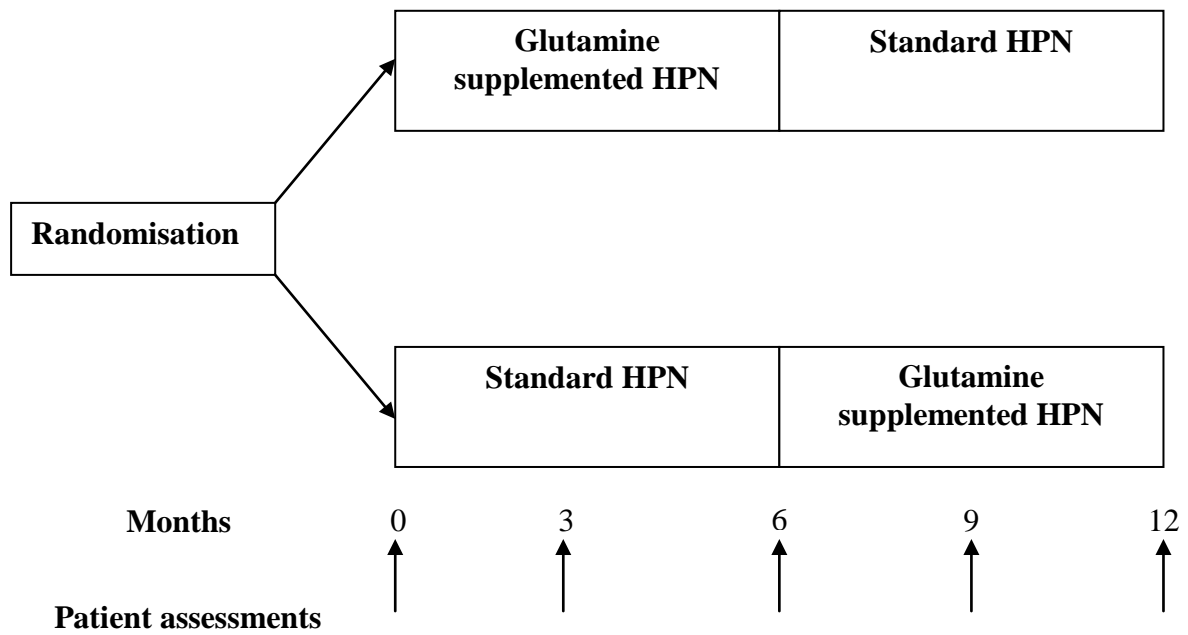 Glutamine
supplemented HPN
Standard HPN
Randomisation
Standard HPN
Glutamine
supplemented HPN
Months 0 3 6 9 12
Patient assessments